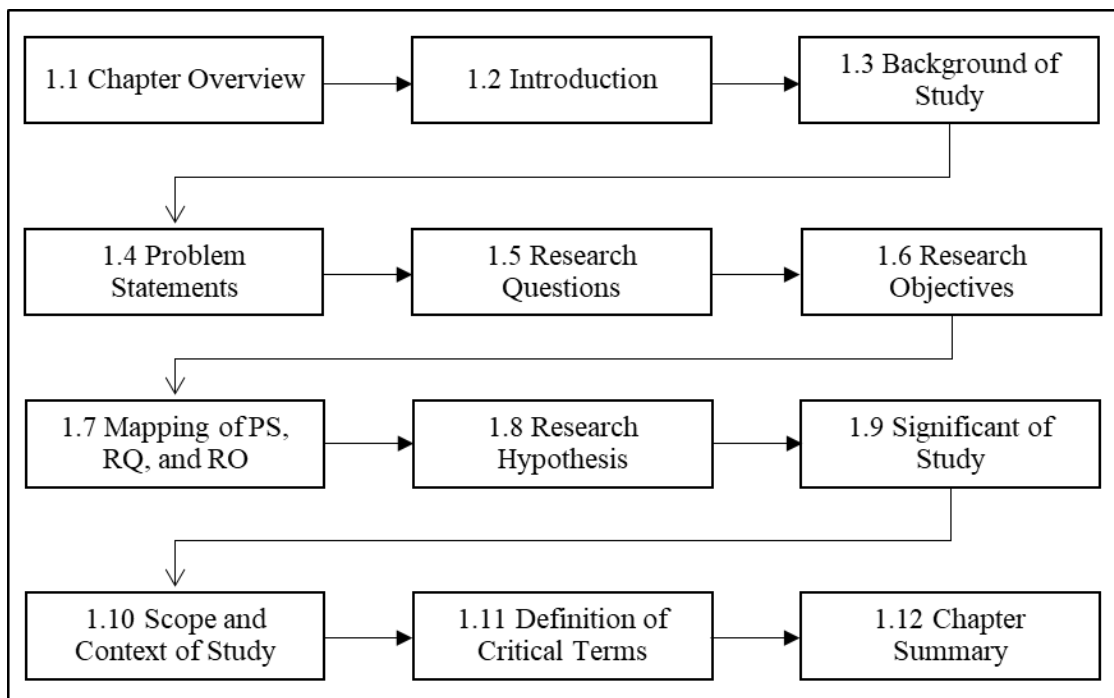 1.1 Chapter Overview
1.2 Introduction
1.3 Background of
Study
1.4 Problem
Statements
1.5 Research
Questions
1.6 Research
Objectives
1.7 Mapping of PS,
RQ, and RO
1.8 Research
Hypothesis
1.9 Significant of
Study
1.10 Scope and
Context of Study
1.11 Definition of
Critical Terms
1.12 Chapter
Summary